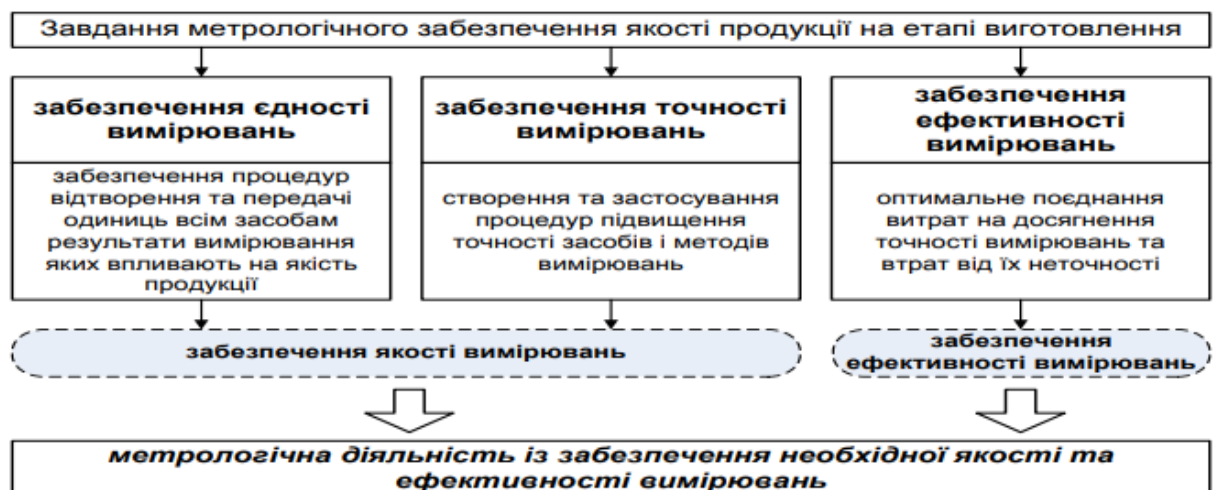 Завдання метрологічного забезпечення якості продукції на етапі виготовлення
забезпечення єдності
вимірювань
забезпечення процедур
відтворення та передачі
одиниць всім засобам
результати вимірювання
яких впливають на якість
продукції
забезпечення точності
вимірювань
створення та застосування
процедур підвищення
точності засобів і методів
вимірювань
забезпечення
ефективності
вимірювань
оптимальне поєднання
витрат на досягнення
точності вимірювань та
втрат від їх неточності
забезпечення якості вимірювань
забезпечення
ефективності вимірювань
метрологічна діяльність із забезпечення необхідної якості та
ефективності вимірювань